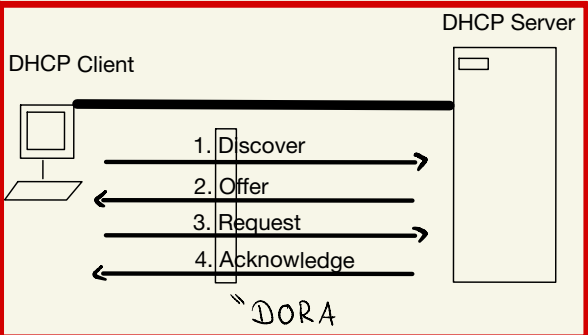 DHCP Server
DHCP Client
1. Discover
2. Offer
3. Request
4. Acknowledge
"DORA